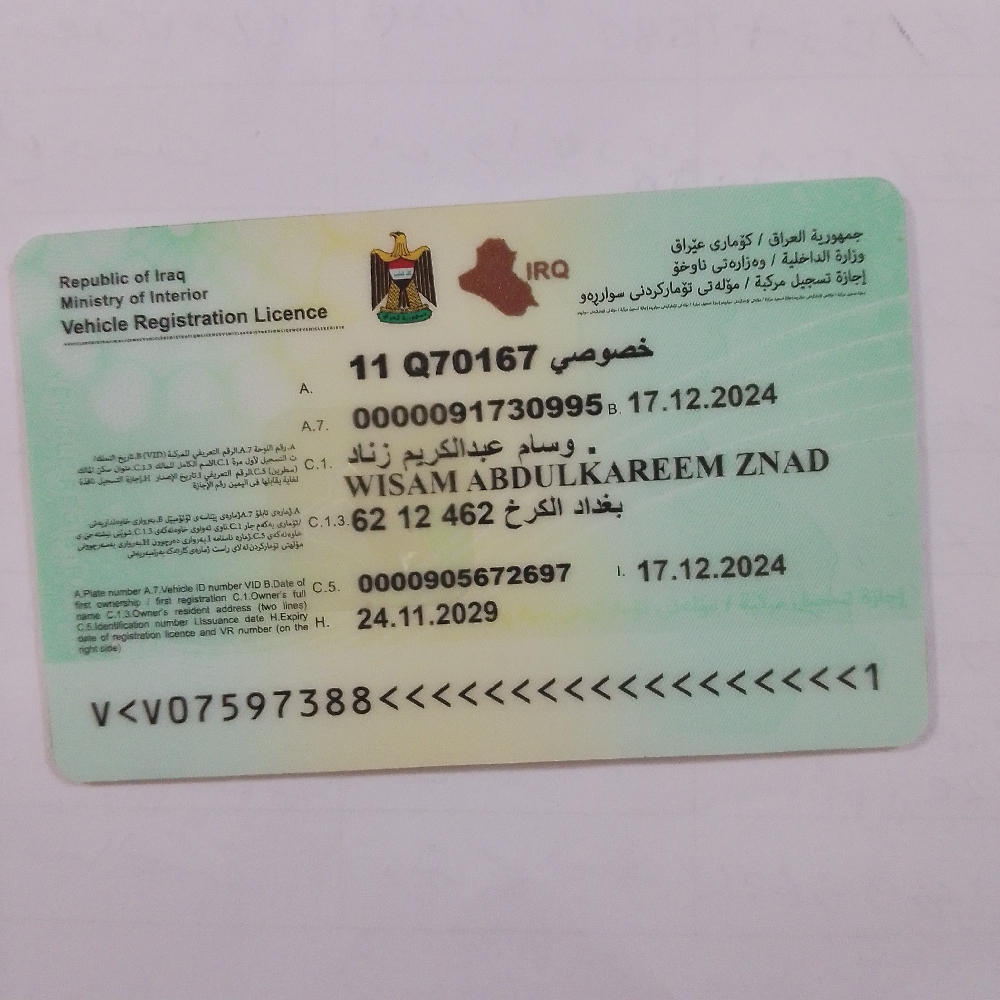 Republic of Iraq
Ministry of Interior
Vehicle Registration Licence
IRQ
جمهورية العراق / كۆماری عێراق
وزارة الداخلية / وەزارەتی ناوخۆ
إجازة تسجيل مركبة / مۆڵەتی تۆمارکردنی سوارەو
A. 11 Q70167 خصوصي
A.7. 0000091730995 B. 17.12.2024
C.1. وسام عبدالكريم زناد .
WISAM ABDULKAREEM ZNAD
C.1.3. 62 12 462 بغداد الكرخ
C.5. 0000905672697 I. 17.12.2024
H. 24.11.2029
A.Plate number A.7.Vehicle ID number VID B.Date of
first ownership / first registration C.1.Owner's full
name C.1.3.Owner's resident address (two lines)
C.5.Identification number I.Issuance date H.Expiry
date of registration licence and VR number (on the
right side)
V<V07597388<<<<<<<<<<<<<<<<<<1